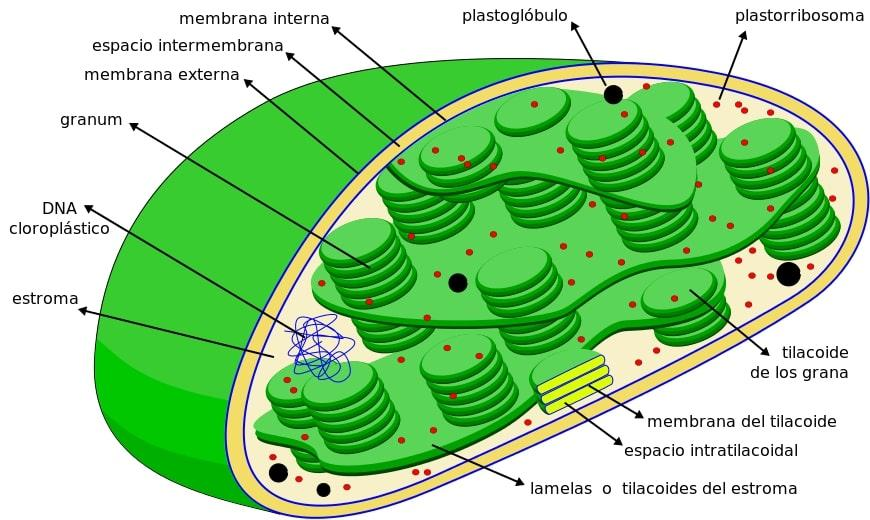 membrana interna
espacio intermembrana
membrana externa
granum
DNA
cloroplástico
estroma
plastoglóbulo
plastorribosoma
tilacoide
de los grana
membrana del tilacoide
espacio intratilacoidal
lamelas o tilacoides del estroma